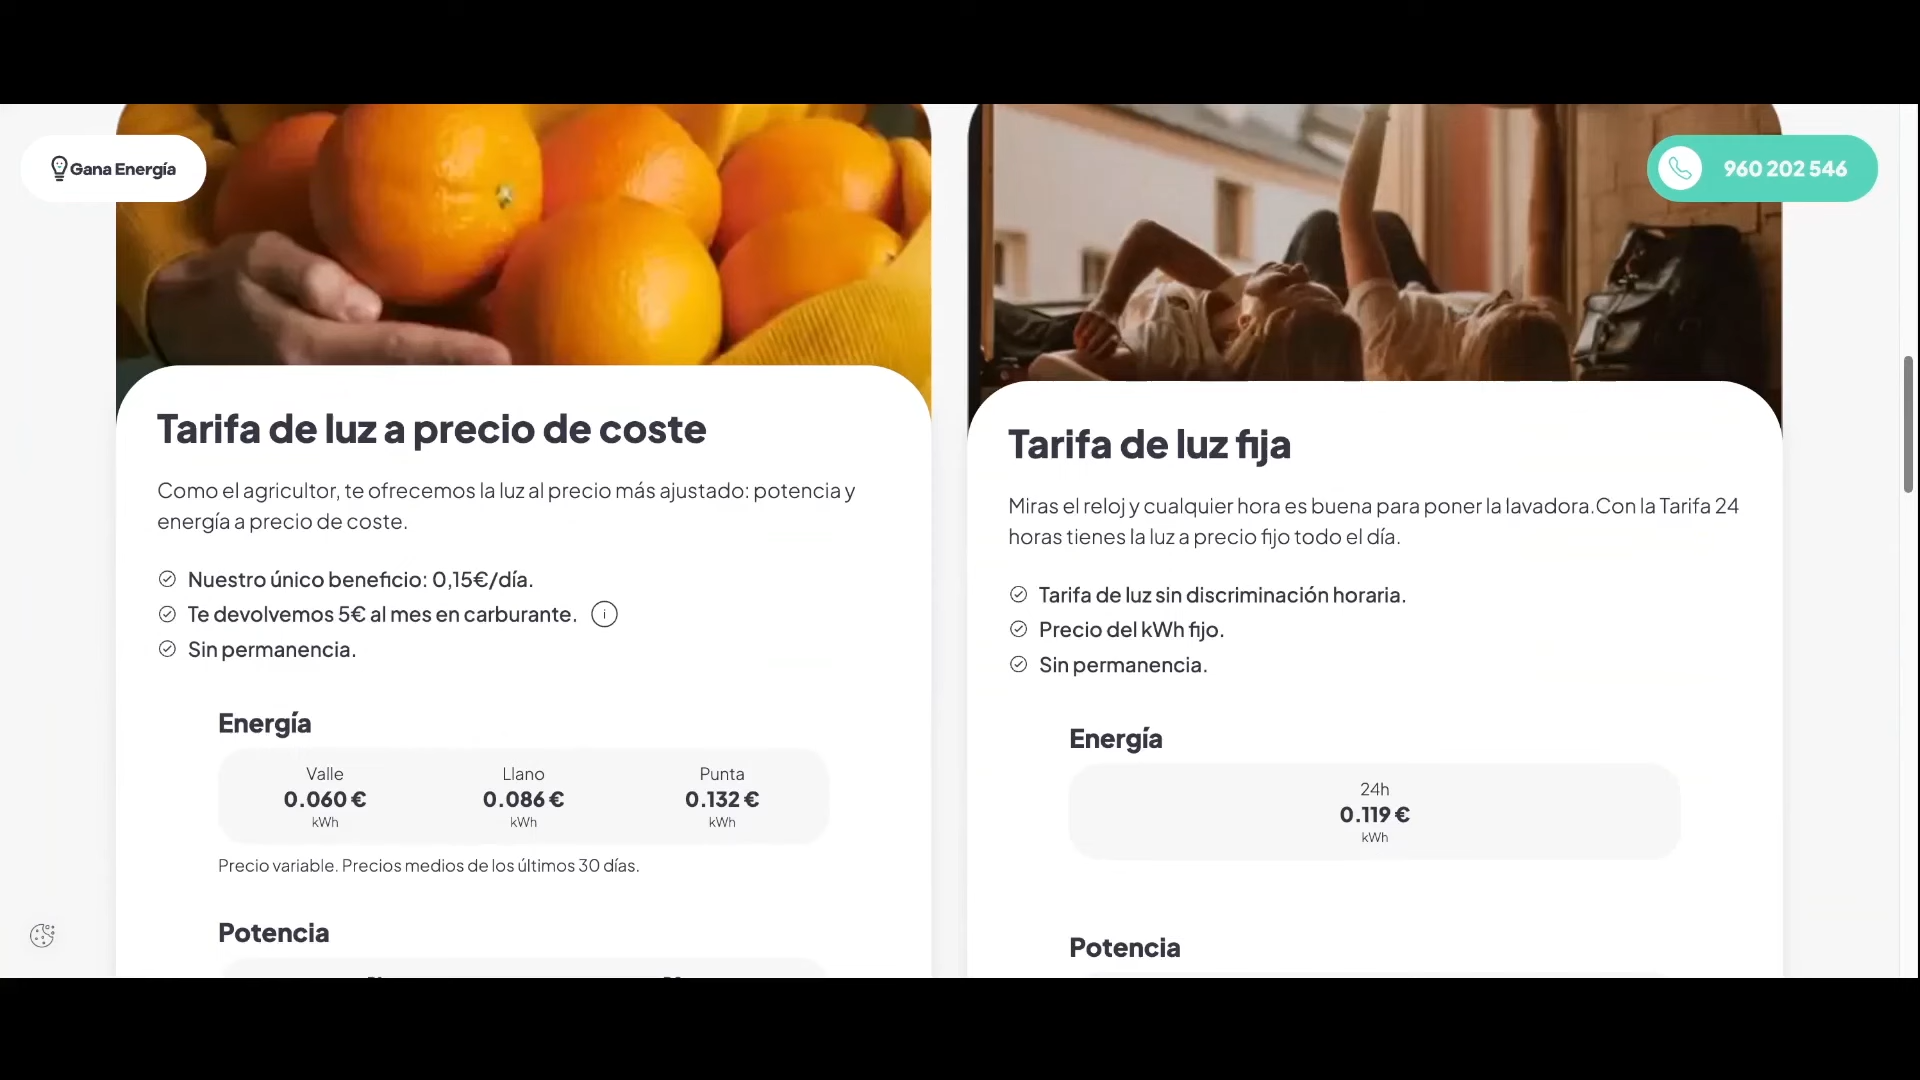 Gana Energía
960 202 546
Tarifa de luz a precio de coste
Como el agricultor, te ofrecemos la luz al precio más ajustado: potencia y
energía a precio de coste.
Nuestro único beneficio: 0,15€/día.
Te devolvemos 5€ al mes en carburante.
Sin permanencia.
Energía
Valle
0.060 €
kWh
Llano
0.086 €
kWh
Punta
0.132 €
kWh
Precio variable. Precios medios de los últimos 30 días.
Potencia
Tarifa de luz fija
Miras el reloj y cualquier hora es buena para poner la lavadora.Con la Tarifa 24
horas tienes la luz a precio fijo todo el día.
Tarifa de luz sin discriminación horaria.
Precio del kWh fijo.
Sin permanencia.
Energía
24h
0.119 €
kWh
Potencia